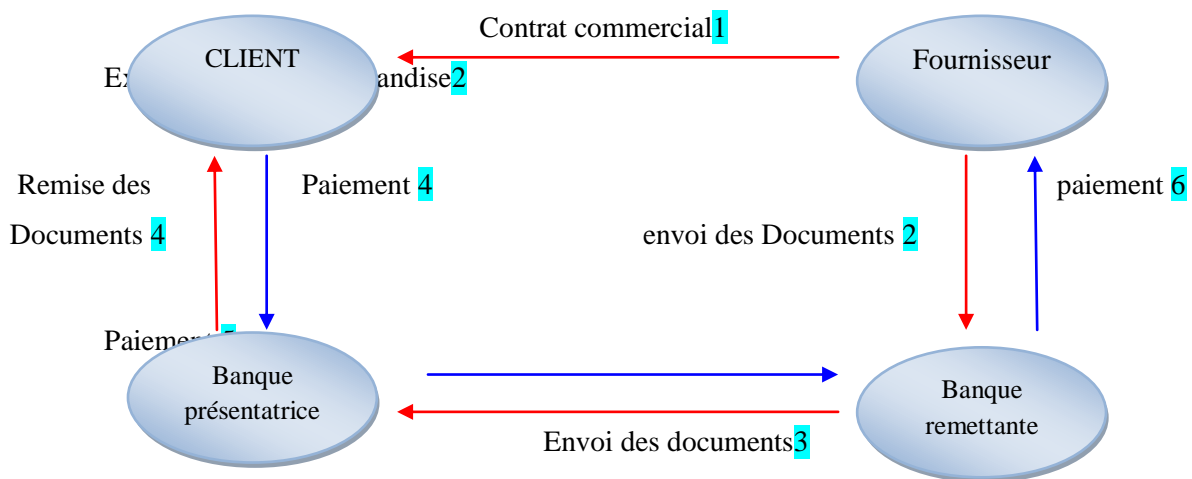 Contrat commercial1
CLIENT
Fournisseur
andise2
Remise des
Documents 4
Paiement 4
paiement 6
envoi des Documents 2
Banque
présentatrice
Banque
remettante
Envoi des documents3